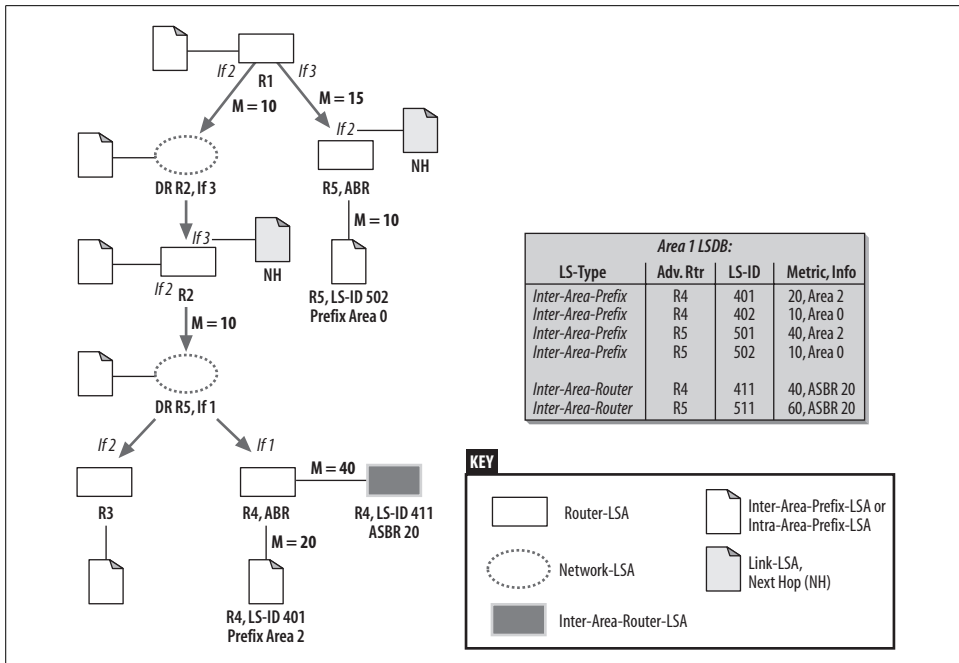 If 2
If 3
R1
M = 10
M = 15
If 2
NH
DR R2, If 3
R5, ABR
M = 10
If 3
NH
If 2
R2
R5, LS-ID 502
Prefix Area 0
M = 10
DR R5, If 1
If 2
If 1
M = 40
R3
R4, ABR
R4, LS-ID 411
ASBR 20
M = 20
R4, LS-ID 401
Prefix Area 2
Area 1 LSDB:
LS-Type Adv. Rtr LS-ID Metric, Info
Inter-Area-Prefix R4 401 20, Area 2
Inter-Area-Prefix R4 402 10, Area 0
Inter-Area-Prefix R5 501 40, Area 2
Inter-Area-Prefix R5 502 10, Area 0
Inter-Area-Router R4 411 40, ASBR 20
Inter-Area-Router R5 511 60, ASBR 20
KEY
Router-LSA
Inter-Area-Prefix-LSA or
Intra-Area-Prefix-LSA
Network-LSA
Link-LSA,
Next Hop (NH)
Inter-Area-Router-LSA